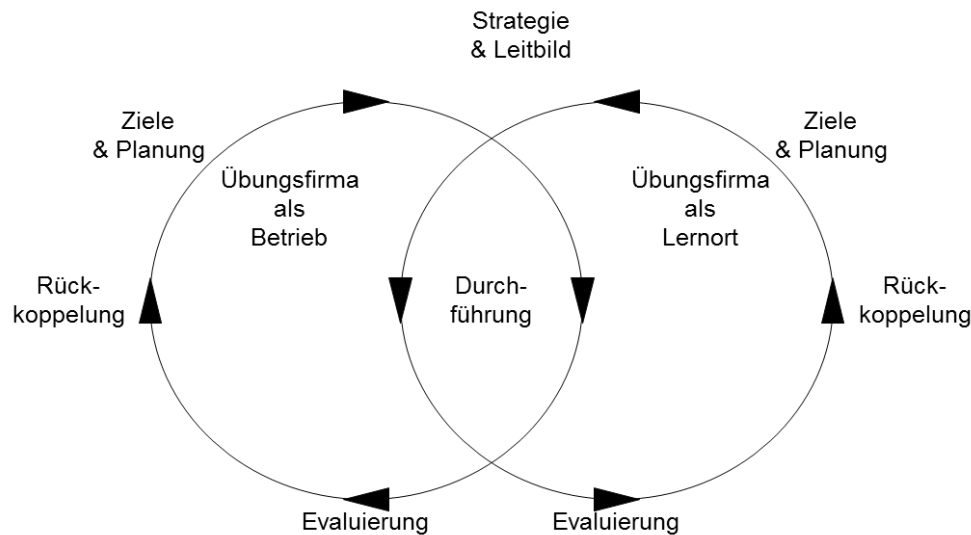 Strategie
& Leitbild
Ziele
& Planung
Ziele
& Planung
Übungsfirma
als
Betrieb
Übungsfirma
als
Lernort
Rück-
koppelung
Durch-
führung
Rück-
koppelung
Evaluierung
Evaluierung